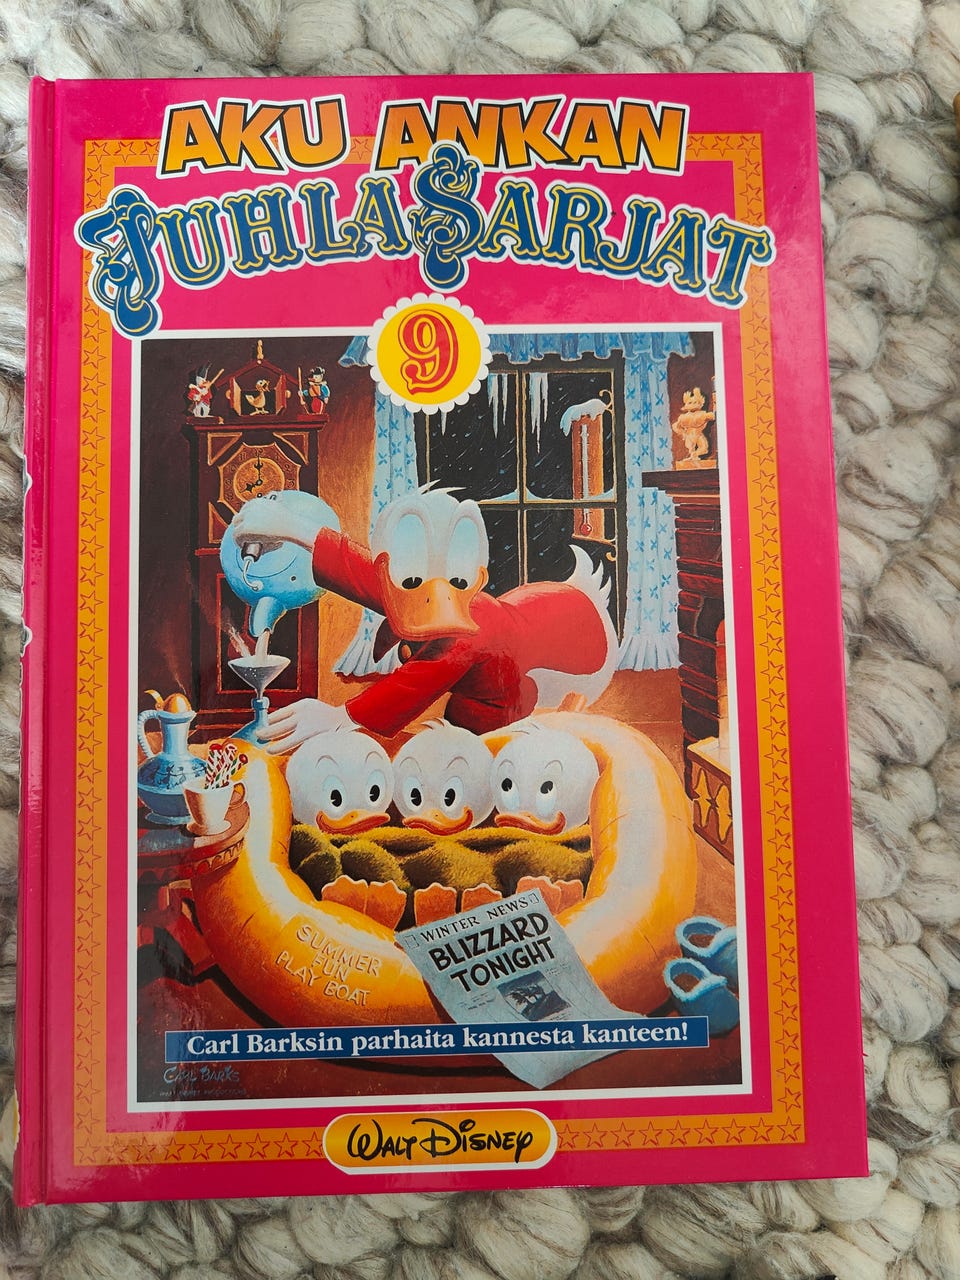 AKU ANKAN
JUHLASARJAT
9
WINTER NEWS
BLIZZARD
TONIGHT
SUMMER
FUN
PLAY BOAT
Carl Barksin parhaita kannesta kanteen!
CARL BARKS
WALT DISNEY